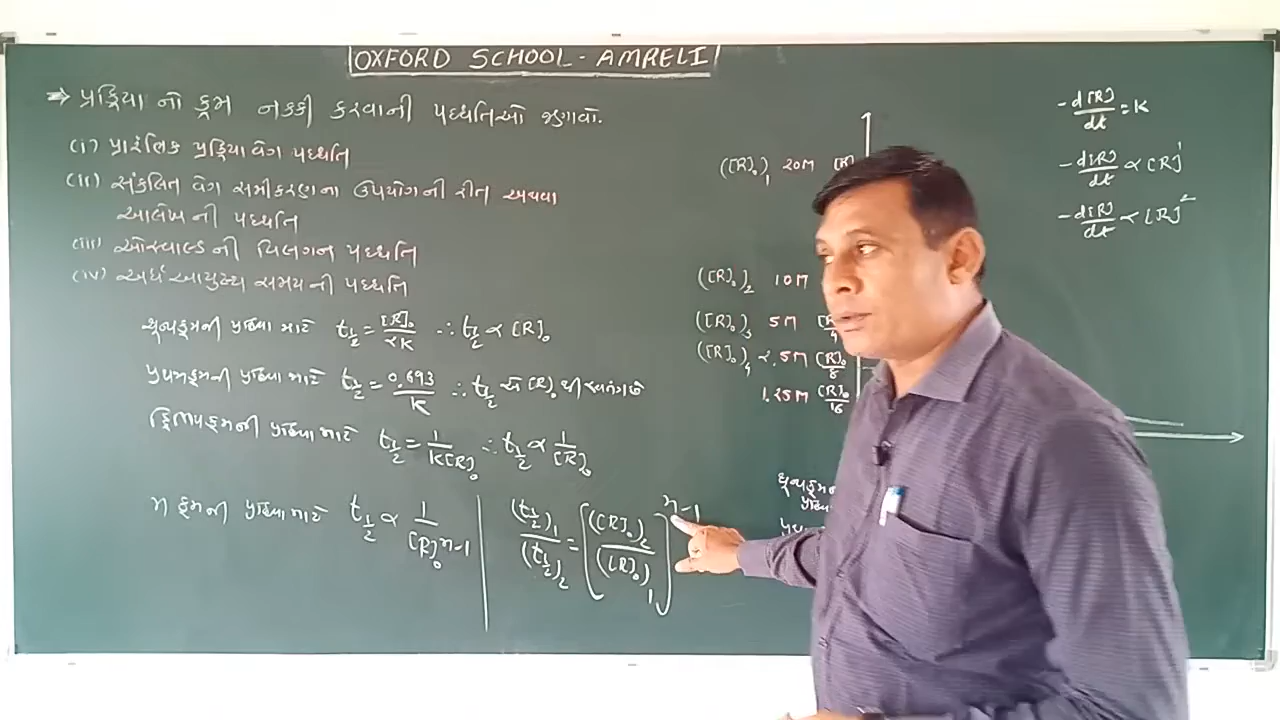 OXFORD SCHOOL - AMRELI
⇒ પ્રક્રિયા નો ક્રમ નક્કી કરવાની પધ્ધતિઓ જણાવો.
(i) પ્રારંભિક પ્રક્રિયા વેગ પધ્ધતિ
(ii) સંકલિત વેગ સમીકરણના ઉપયોગની રીત અથવા
આલેખ ની પધ્ધતિ
(iii) ઓસ્વાલ્ડ ની વિલગન પધ્ધતિ
(iv) અર્ધઆયુષ્ય સમય ની પધ્ધતિ
શૂન્યક્રમની પ્રક્રિયા માટે t½ = [R]₀/2K ∴ t½ ∝ [R]₀
પ્રથમક્રમની પ્રક્રિયા માટે t½ = 0.693/K ∴ t½ એ [R]₀ થી સ્વતંત્ર છે
દ્વિતીયક્રમની પ્રક્રિયા માટે t½ = 1/K[R]₀ ∴ t½ ∝ 1/[R]₀
n ક્રમની પ્રક્રિયા માટે t½ ∝ 1/[R]₀ⁿ⁻¹
(t½)₁/(t½)₂ = [([R]₀)₂/([R]₀)₁]ⁿ⁻¹
([R]₀)₁ 20M
([R]₀)₂ 10M
([R]₀)₃ 5M
([R]₀)₄ 2.5M [R]₀/8
1.25M [R]₀/16
શૂન્યક્રમન
-d[R]/dt = K
-d[R]/dt ∝ [R]¹
-d[R]/dt ∝ [R]²